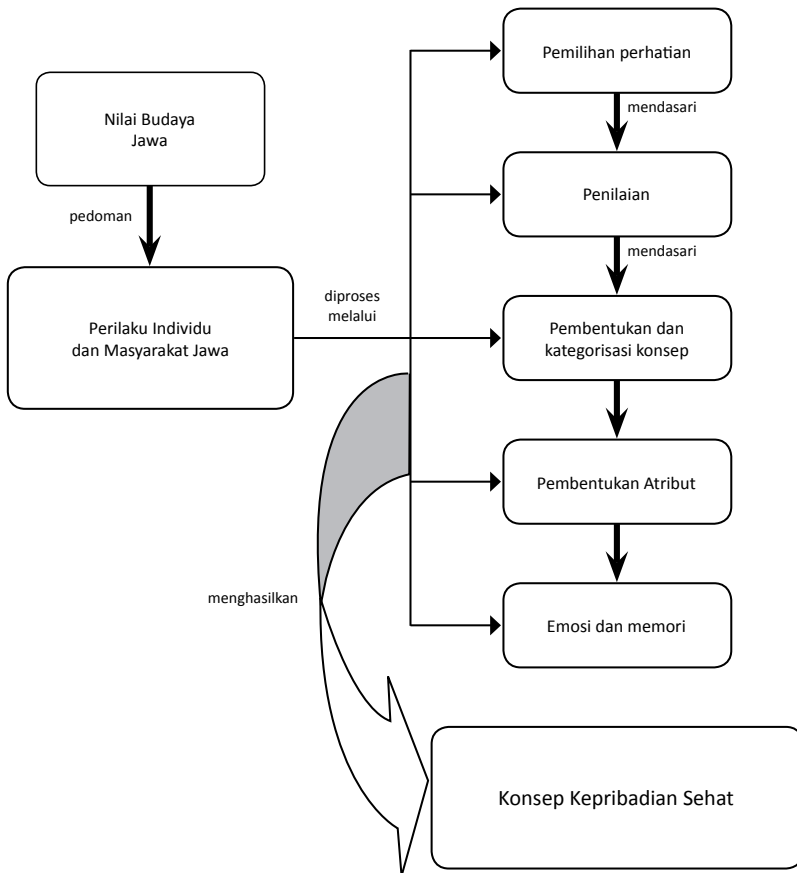 Nilai Budaya
Jawa
pedoman
Perilaku Individu
dan Masyarakat Jawa
diproses
melalui
Pemilihan perhatian
mendasari
Penilaian
mendasari
Pembentukan dan
kategorisasi konsep
Pembentukan Atribut
Emosi dan memori
menghasilkan
Konsep Kepribadian Sehat